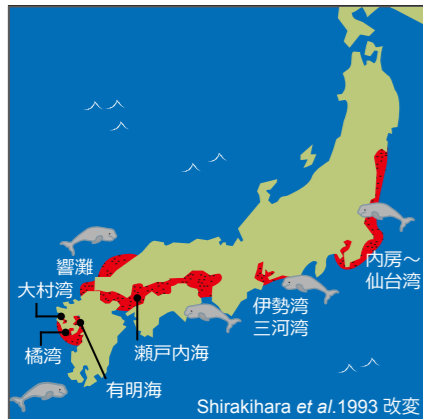 響灘
大村湾
橘湾
有明海
瀬戸内海
伊勢湾
三河湾
内房～
仙台湾
Shirakihara et al.1993 改変